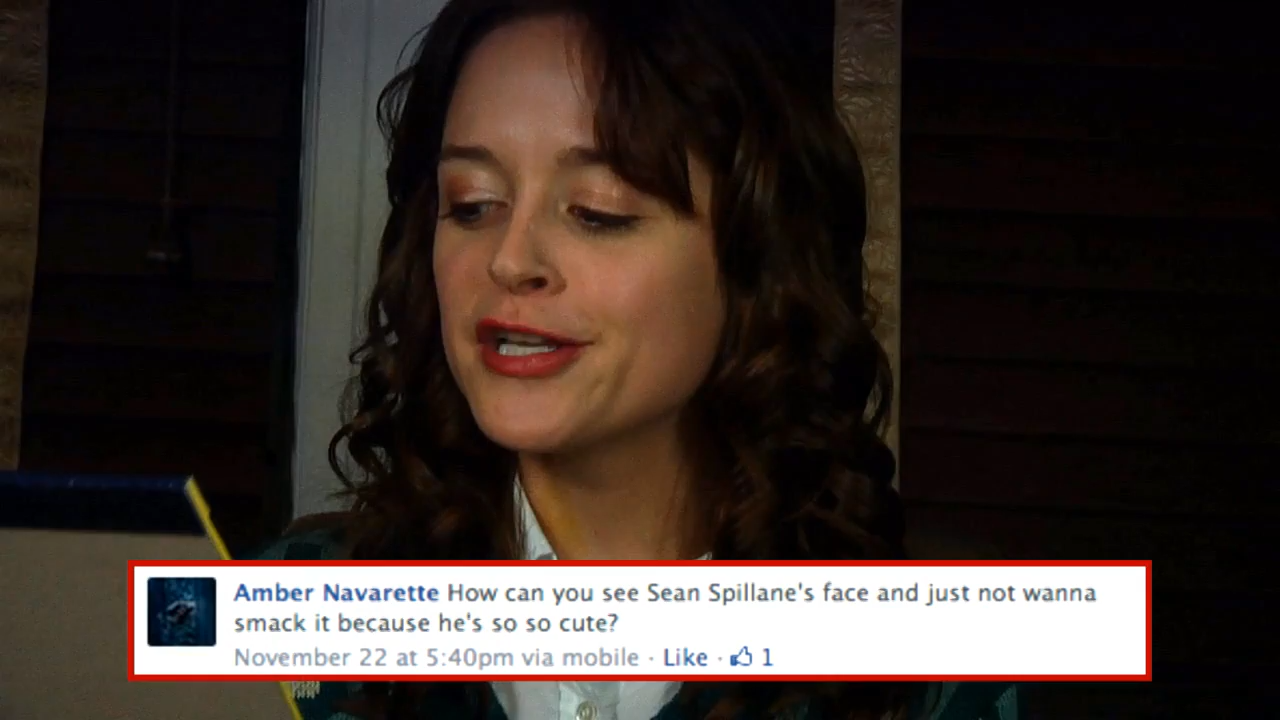 Amber Navarette How can you see Sean Spillane's face and just not wanna
smack it because he's so so cute?
November 22 at 5:40pm via mobile · Like · 1